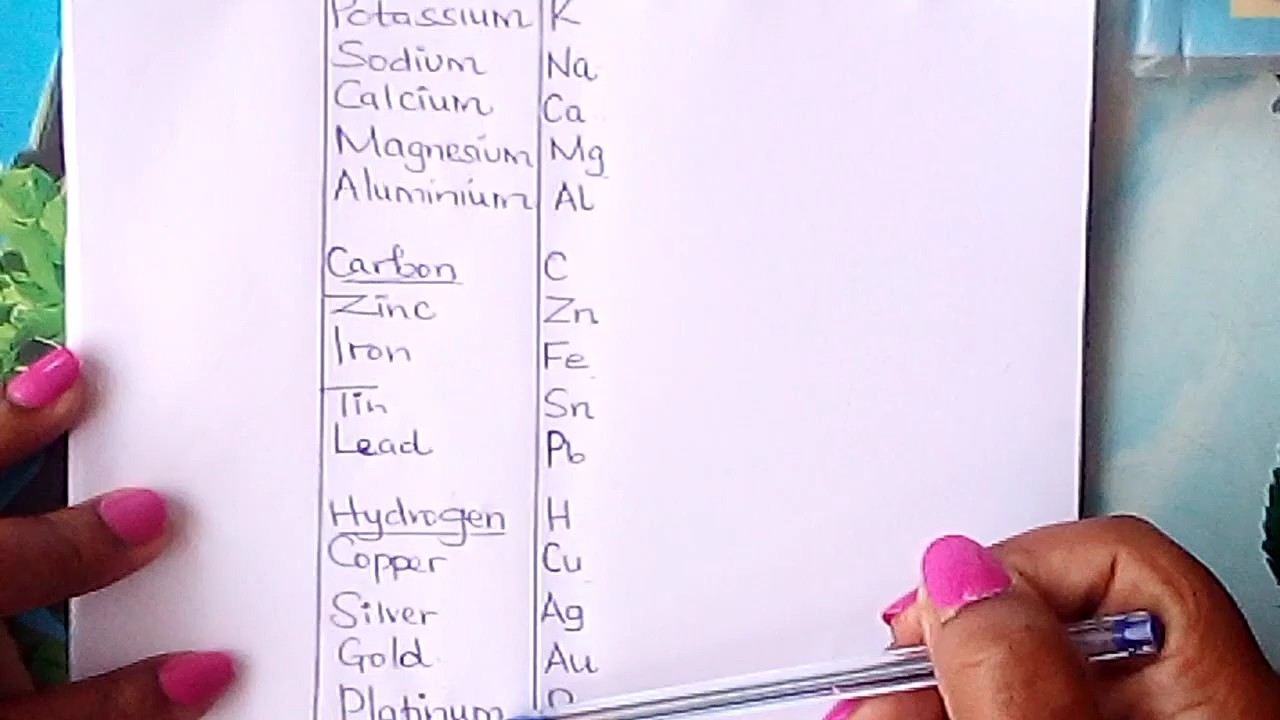 Potassium K
Sodium Na
Calcium Ca
Magnesium Mg
Aluminium Al
Carbon C
Zinc Zn
Iron Fe
Tin Sn
Lead Pb
Hydrogen H
Copper Cu
Silver Ag
Gold Au
Platinum